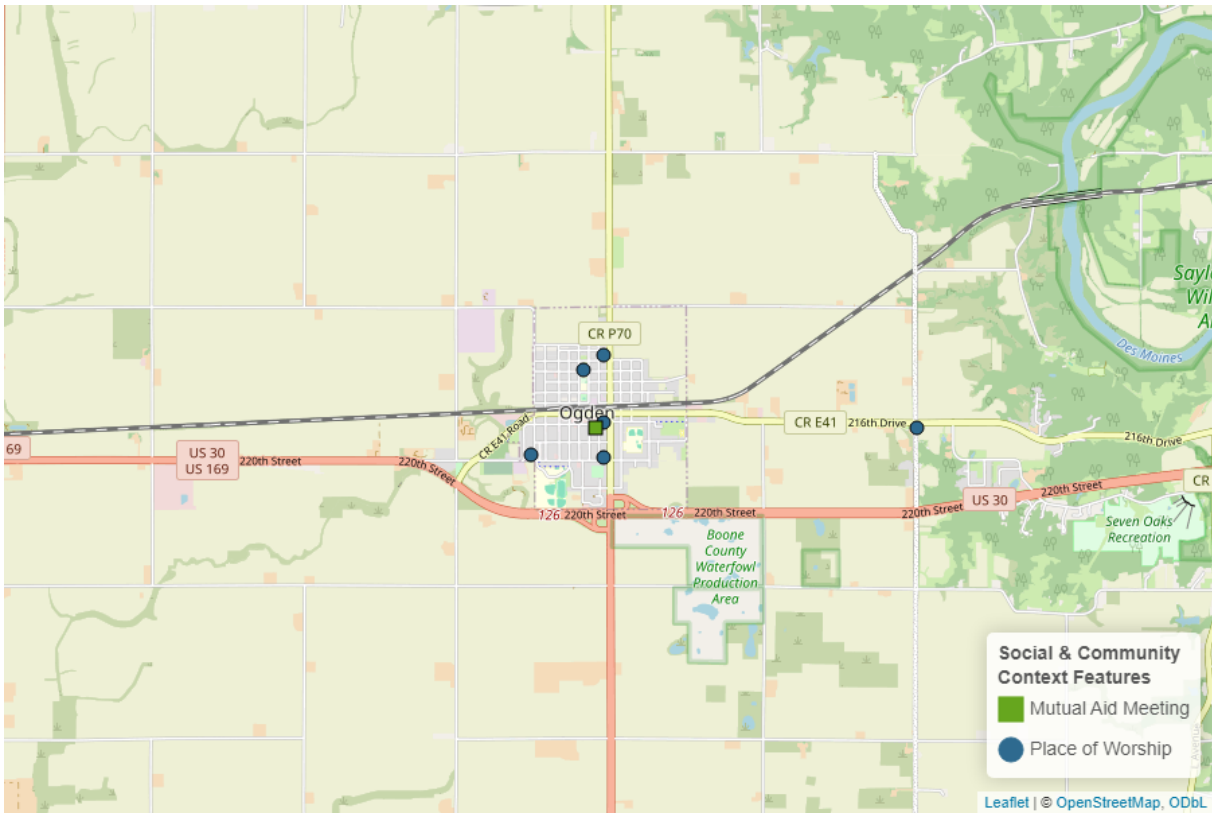 Sayl
Wil
A
CR P70
Des Moines
Ogden
CR E41 Road
CR E41
216th Drive
216th Drive
69
US 30
US 169
220th Street
220th Street
220th Street
CR
US 30
126
220th Street
126
220th Street
220th Street
Seven Oaks
Recreation
Boone
County
Waterfowl
Production
Area
Social & Community
Context Features
Mutual Aid Meeting
Place of Worship
Leaflet | © OpenStreetMap, ODbL